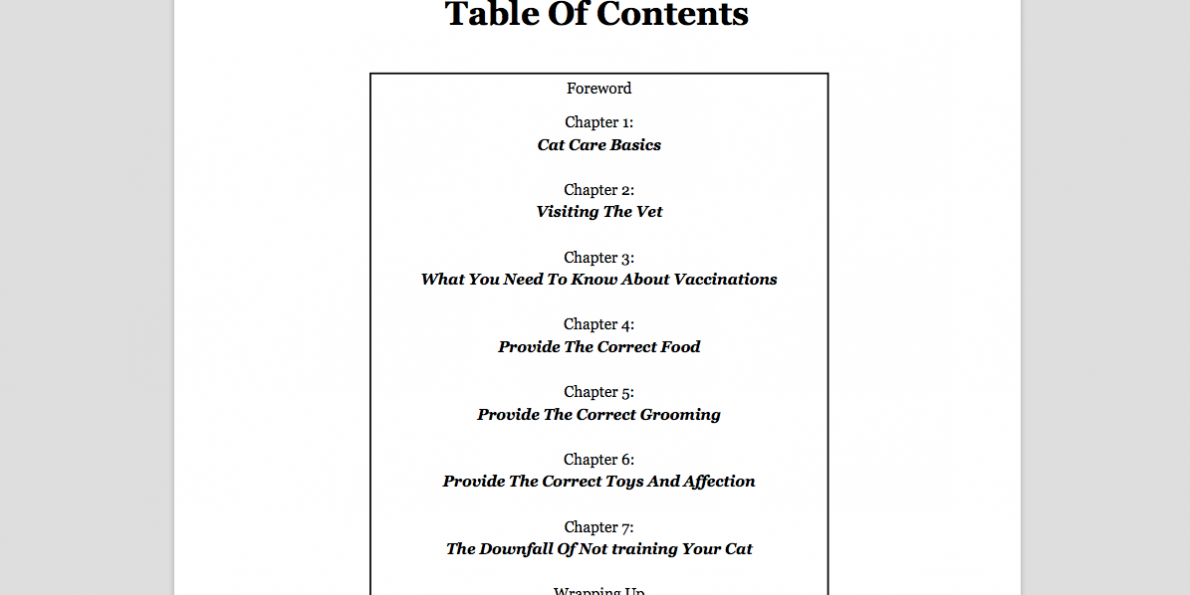 Table Of Contents
Foreword
Chapter 1:
Cat Care Basics
Chapter 2:
Visiting The Vet
Chapter 3:
What You Need To Know About Vaccinations
Chapter 4:
Provide The Correct Food
Chapter 5:
Provide The Correct Grooming
Chapter 6:
Provide The Correct Toys And Affection
Chapter 7:
The Downfall Of Not training Your Cat
Wrapping Up